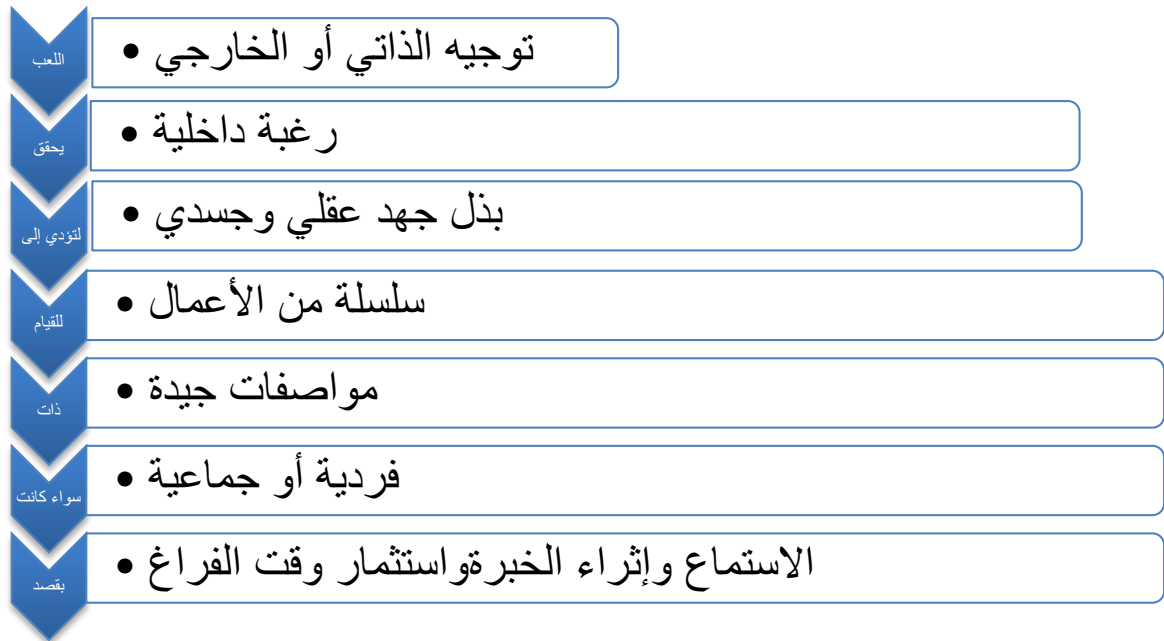 اللعب
• توجيه الذاتي أو الخارجي
يحقق
• رغبة داخلية
لتؤدي إلى
• بذل جهد عقلي وجسدي
للقيام
• سلسلة من الأعمال
ذات
• مواصفات جيدة
سواء كانت
• فردية أو جماعية
بقصد
• الاستماع وإثراء الخبرةواستثمار وقت الفراغ